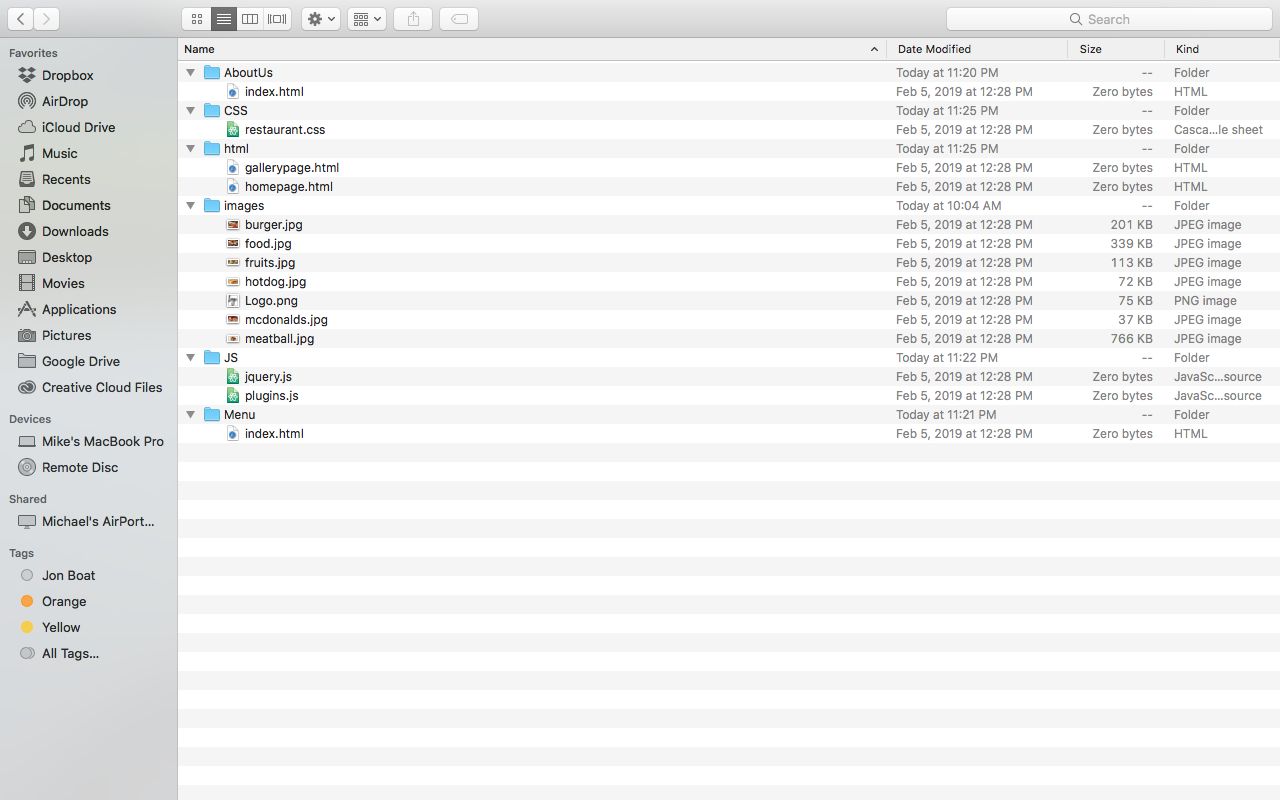 Search
Favorites
Dropbox
AirDrop
iCloud Drive
Music
Recents
Documents
Downloads
Desktop
Movies
Applications
Pictures
Google Drive
Creative Cloud Files
Devices
Mike's MacBook Pro
Remote Disc
Shared
Michael's AirPort...
Tags
Jon Boat
Orange
Yellow
All Tags...
Name Date Modified Size Kind
AboutUs Today at 11:20 PM -- Folder
index.html Feb 5, 2019 at 12:28 PM Zero bytes HTML
CSS Today at 11:25 PM -- Folder
restaurant.css Feb 5, 2019 at 12:28 PM Zero bytes Casca...le sheet
html Today at 11:25 PM -- Folder
gallerypage.html Feb 5, 2019 at 12:28 PM Zero bytes HTML
homepage.html Feb 5, 2019 at 12:28 PM Zero bytes HTML
images Today at 10:04 AM -- Folder
burger.jpg Feb 5, 2019 at 12:28 PM 201 KB JPEG image
food.jpg Feb 5, 2019 at 12:28 PM 339 KB JPEG image
fruits.jpg Feb 5, 2019 at 12:28 PM 113 KB JPEG image
hotdog.jpg Feb 5, 2019 at 12:28 PM 72 KB JPEG image
Logo.png Feb 5, 2019 at 12:28 PM 75 KB PNG image
mcdonalds.jpg Feb 5, 2019 at 12:28 PM 37 KB JPEG image
meatball.jpg Feb 5, 2019 at 12:28 PM 766 KB JPEG image
JS Today at 11:22 PM -- Folder
jquery.js Feb 5, 2019 at 12:28 PM Zero bytes JavaSc...source
plugins.js Feb 5, 2019 at 12:28 PM Zero bytes JavaSc...source
Menu Today at 11:21 PM -- Folder
index.html Feb 5, 2019 at 12:28 PM Zero bytes HTML